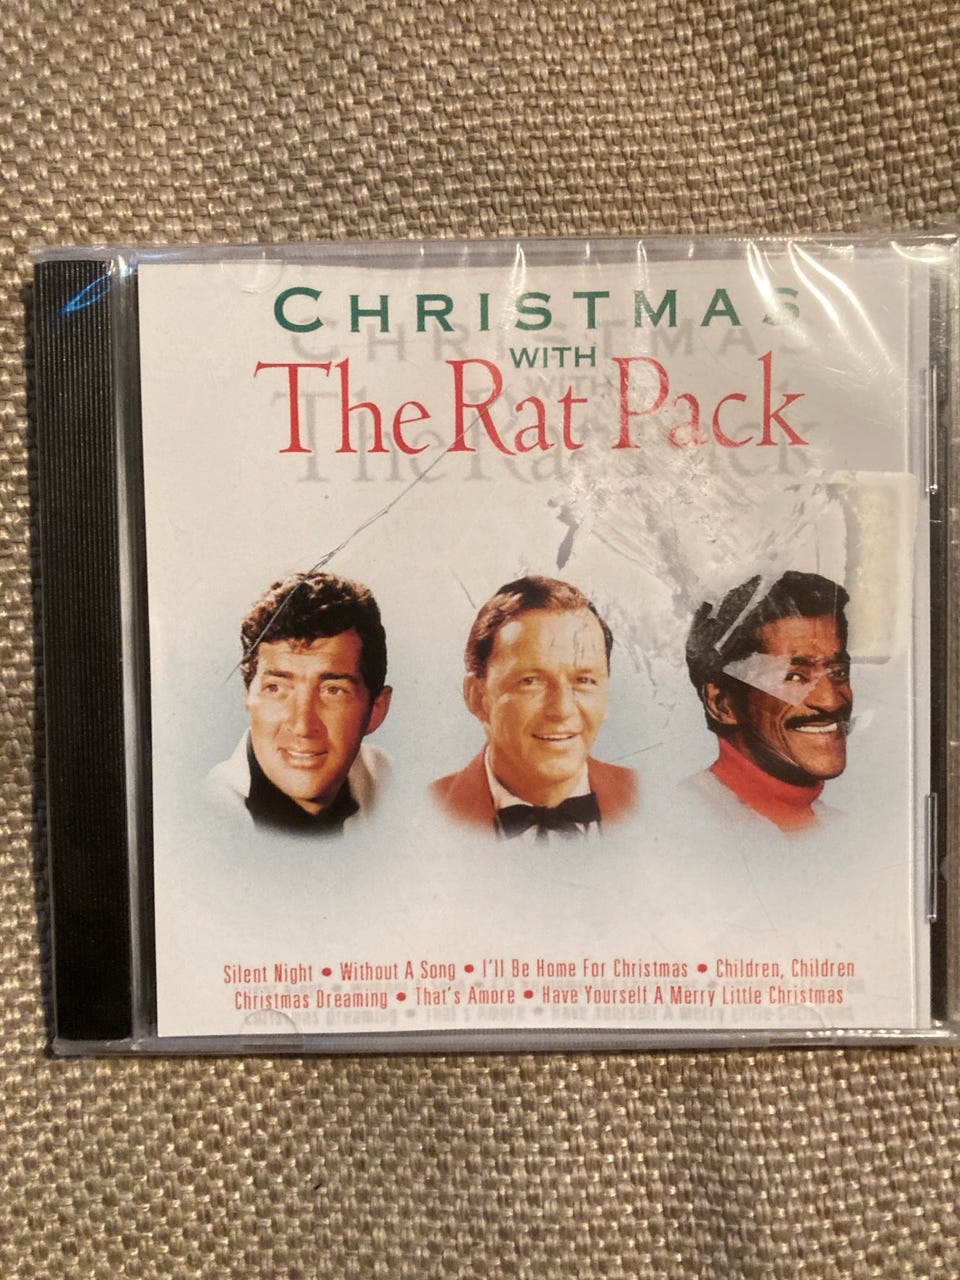 CHRISTMAS
WITH
The Rat Pack
Silent Night • Without A Song • I'll Be Home For Christmas • Children, Children
Christmas Dreaming • That's Amore • Have Yourself A Merry Little Christmas